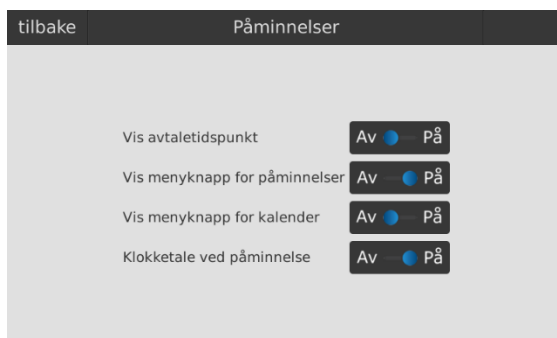 tilbake Påminnelser
Vis avtaletidspunkt Av På
Vis menyknapp for påminnelser Av På
Vis menyknapp for kalender Av På
Klokketale ved påminnelse Av På